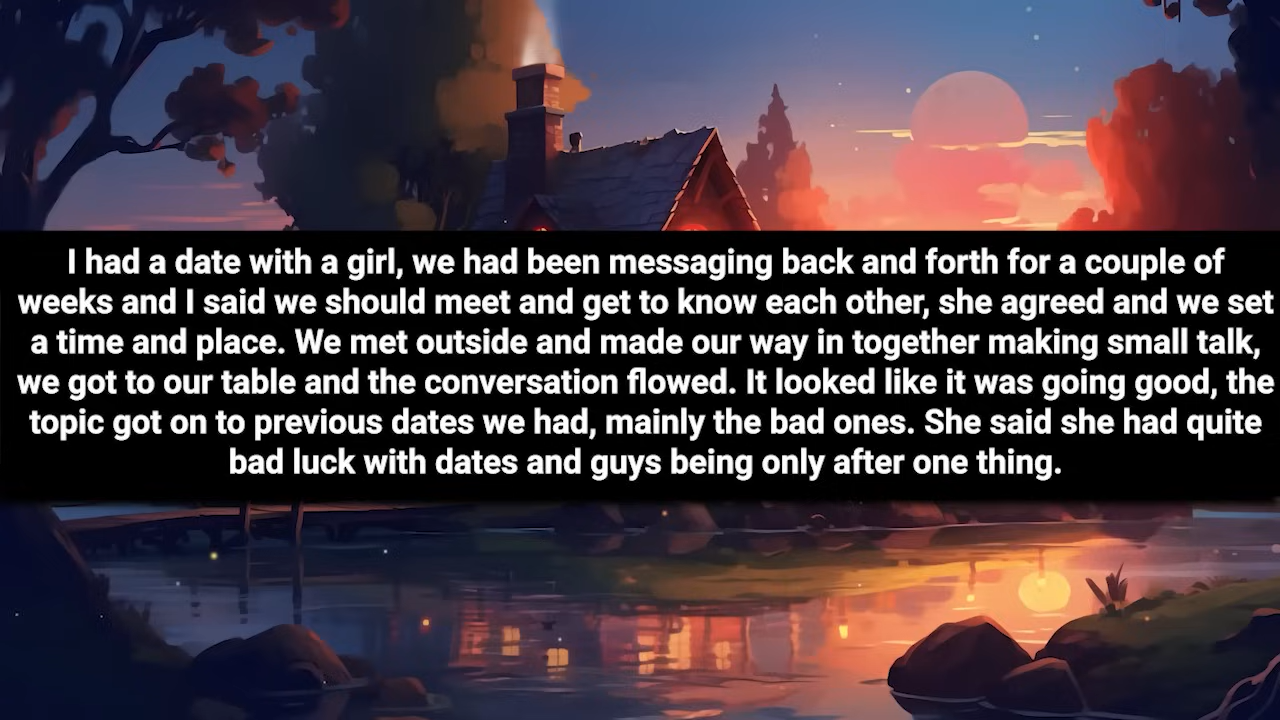 I had a date with a girl, we had been messaging back and forth for a couple of
weeks and I said we should meet and get to know each other, she agreed and we set
a time and place. We met outside and made our way in together making small talk,
we got to our table and the conversation flowed. It looked like it was going good, the
topic got on to previous dates we had, mainly the bad ones. She said she had quite
bad luck with dates and guys being only after one thing.